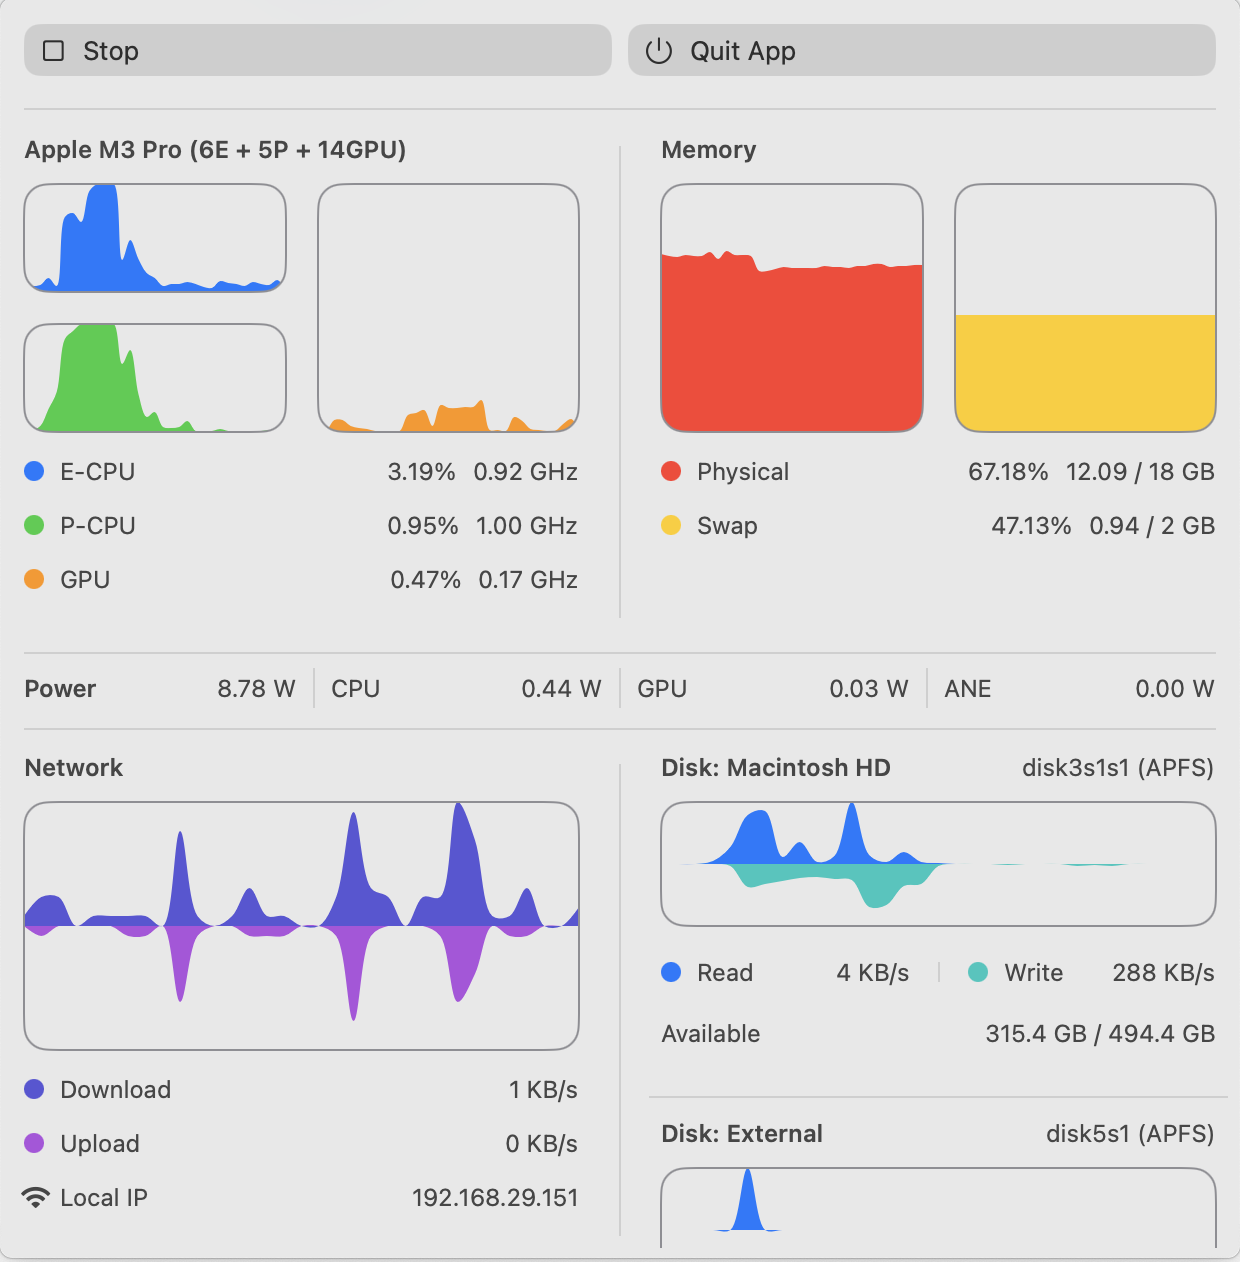 Stop
Quit App
Apple M3 Pro (6E + 5P + 14GPU)
E-CPU 3.19% 0.92 GHz
P-CPU 0.95% 1.00 GHz
GPU 0.47% 0.17 GHz
Memory
Physical 67.18% 12.09 / 18 GB
Swap 47.13% 0.94 / 2 GB
Power 8.78 W CPU 0.44 W GPU 0.03 W ANE 0.00 W
Network
Download 1 KB/s
Upload 0 KB/s
Local IP 192.168.29.151
Disk: Macintosh HD disk3s1s1 (APFS)
Read 4 KB/s Write 288 KB/s
Available 315.4 GB / 494.4 GB
Disk: External disk5s1 (APFS)